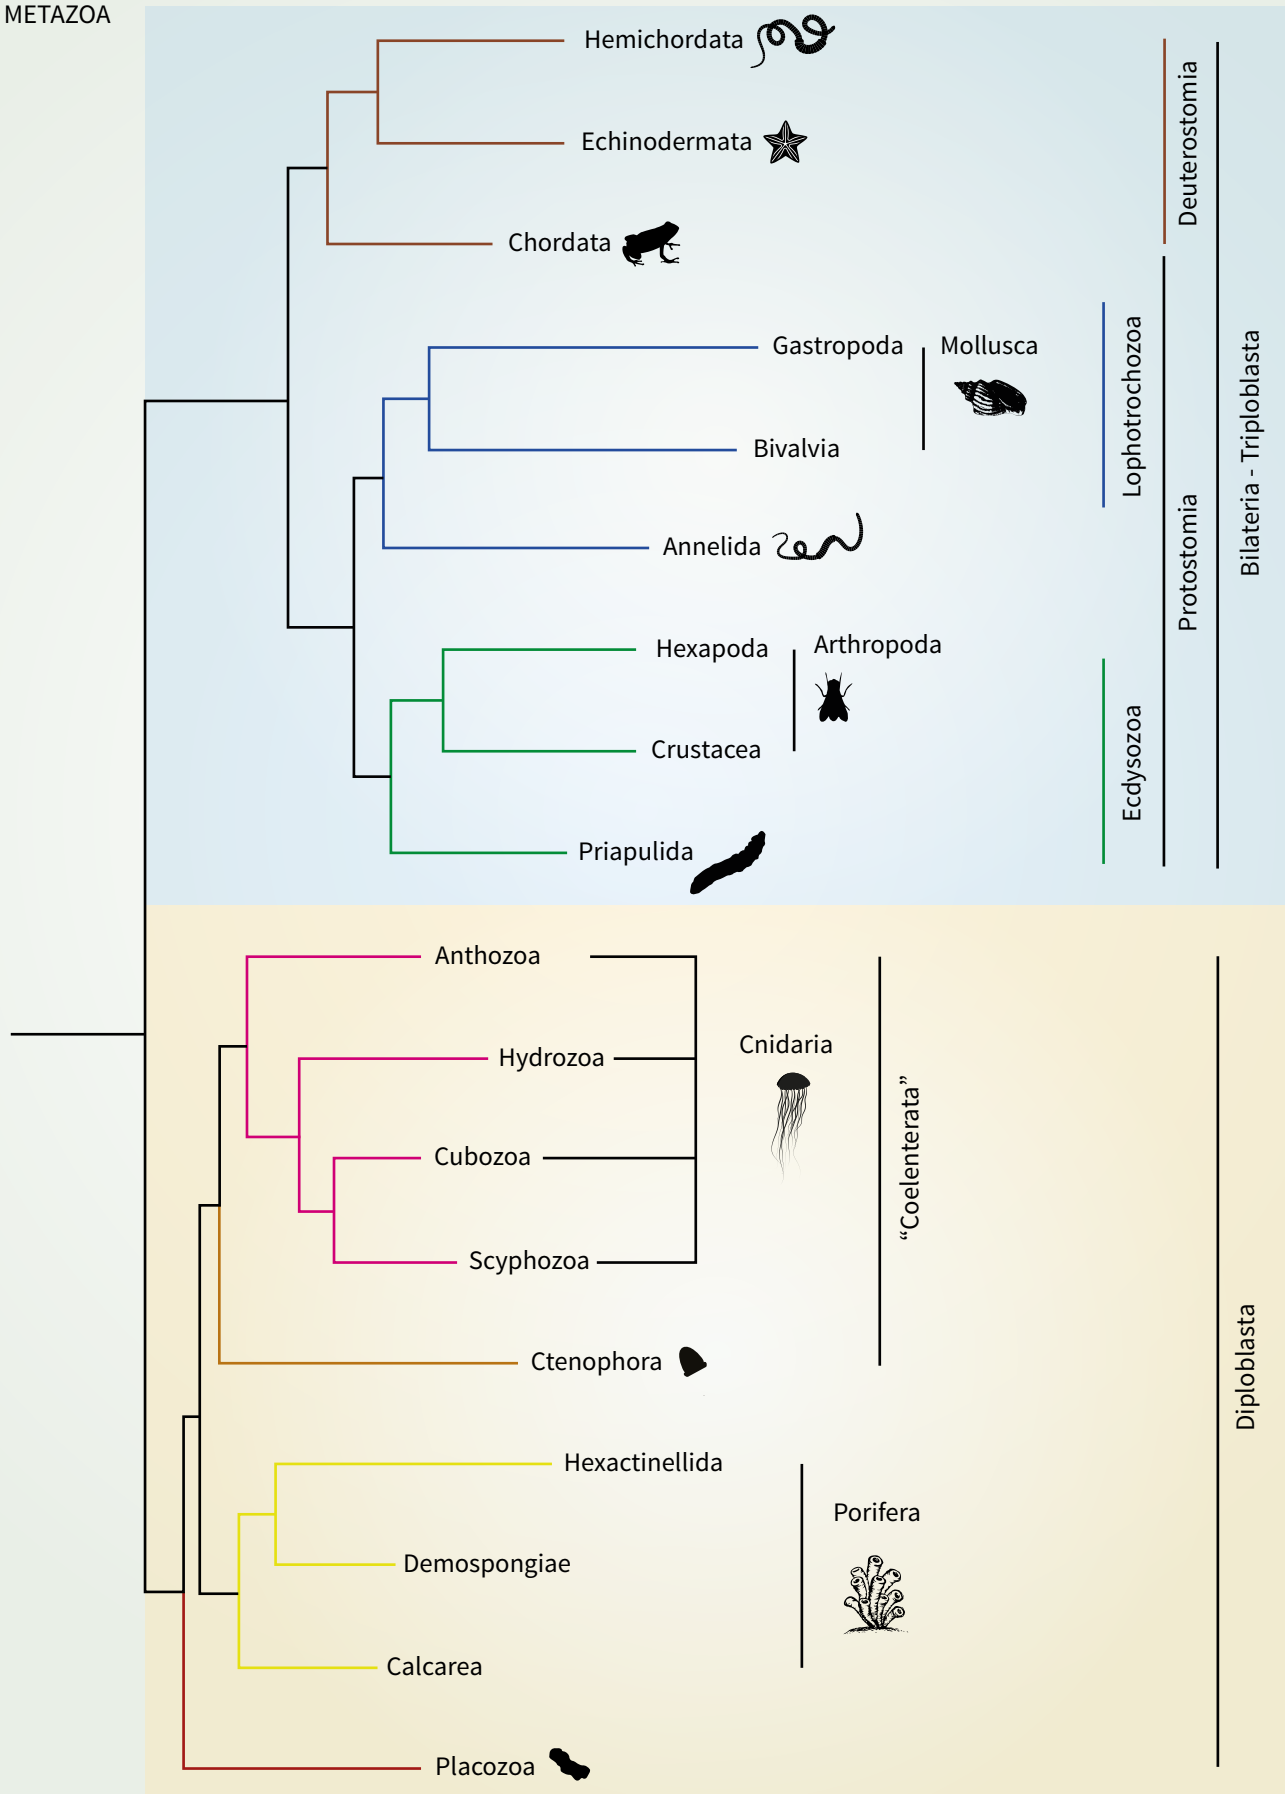 METAZOA
Hemichordata
Echinodermata
Chordata
Deuterostomia
Gastropoda
Mollusca
Bivalvia
Annelida
Lophotrochozoa
Hexapoda
Arthropoda
Crustacea
Priapulida
Ecdysozoa
Protostomia
Bilateria - Triploblasta
Anthozoa
Hydrozoa
Cnidaria
Cubozoa
Scyphozoa
“Coelenterata”
Ctenophora
Hexactinellida
Porifera
Demospongiae
Calcarea
Placozoa
Diploblasta